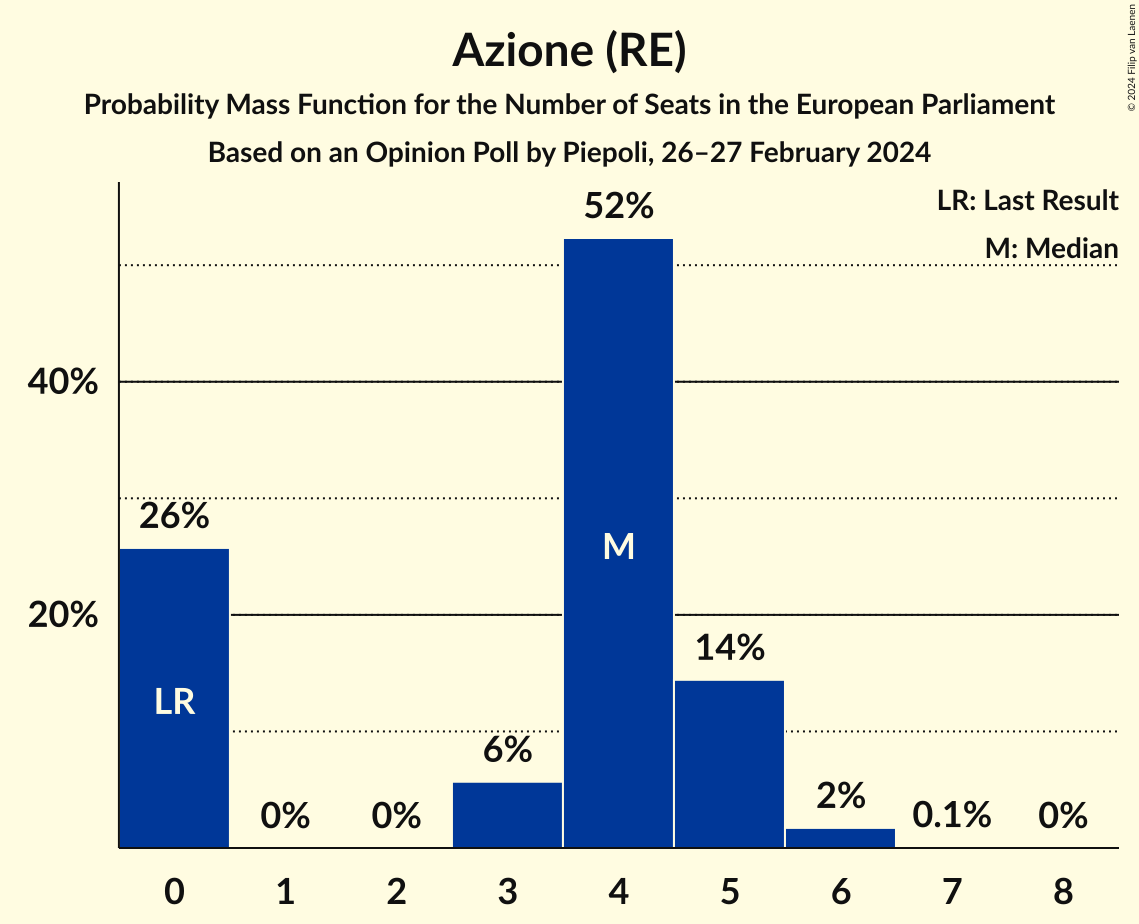 Azione (RE)
Probability Mass Function for the Number of Seats in the European Parliament
Based on an Opinion Poll by Piepoli, 26–27 February 2024
© 2024 Filip van Laenen
LR: Last Result
M: Median
52%
40%
26%
M
20%
14%
LR
6%
2%
0%
0%
0.1%
0%
0 1 2 3 4 5 6 7 8